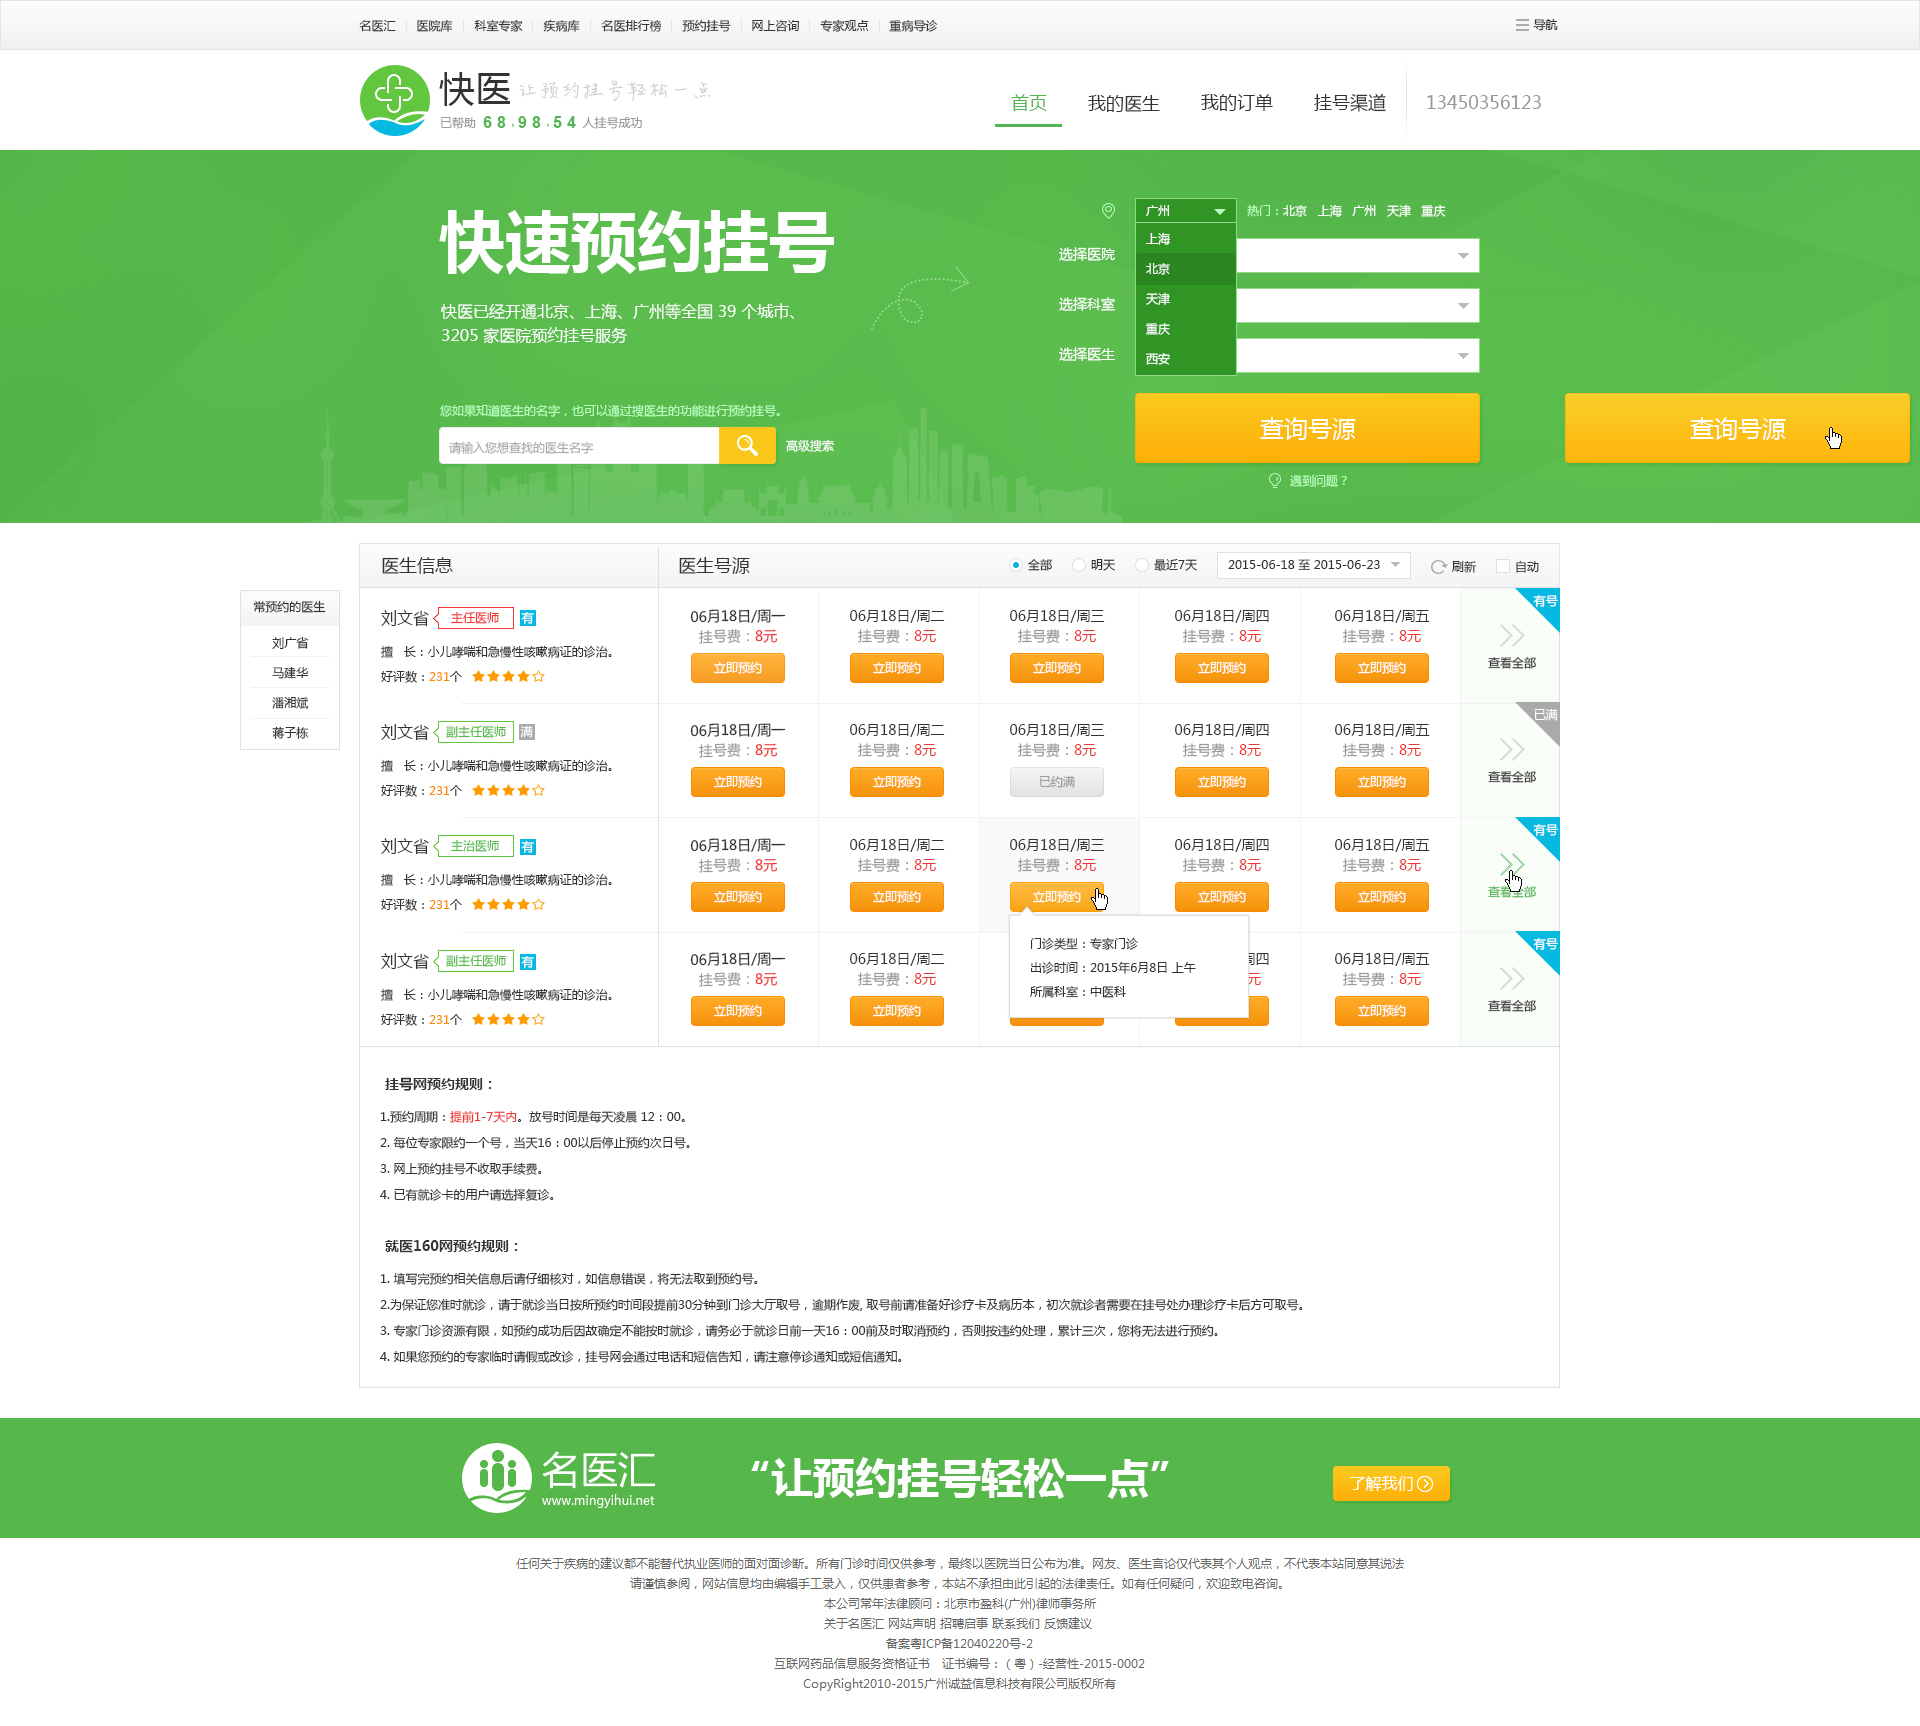 名医汇 医院库 科室专家 疾病库 名医排行榜 预约挂号 网上咨询 专家观点 重病导诊 导航
快医 让预约挂号轻松一点
已帮助 68,98,54 人挂号成功
首页 我的医生 我的订单 挂号渠道 13450356123
快速预约挂号
快医已经开通北京、上海、广州等全国 39 个城市、
3205 家医院预约挂号服务
您如果知道医生的名字，也可以通过搜医生的功能进行预约挂号。
请输入您想查找的医生名字 高级搜索
广州 热门：北京 上海 广州 天津 重庆
上海
北京
天津
重庆
西安
选择医院
选择科室
选择医生
查询号源 查询号源
遇到问题？
常预约的医生
刘广省
马建华
潘湘斌
蒋子栋
医生信息 医生号源 全部 明天 最近7天 2015-06-18 至 2015-06-23 刷新 自动
刘文省 主任医师 有
擅 长：小儿哮喘和急慢性咳嗽病证的诊治。
好评数：231个
06月18日/周一 06月18日/周二 06月18日/周三 06月18日/周四 06月18日/周五 有号
挂号费：8元 挂号费：8元 挂号费：8元 挂号费：8元 挂号费：8元
立即预约 立即预约 立即预约 立即预约 立即预约 查看全部
刘文省 副主任医师 满
擅 长：小儿哮喘和急慢性咳嗽病证的诊治。
好评数：231个
06月18日/周一 06月18日/周二 06月18日/周三 06月18日/周四 06月18日/周五 已满
挂号费：8元 挂号费：8元 挂号费：8元 挂号费：8元 挂号费：8元
立即预约 立即预约 已约满 立即预约 立即预约 查看全部
刘文省 主治医师 有
擅 长：小儿哮喘和急慢性咳嗽病证的诊治。
好评数：231个
06月18日/周一 06月18日/周二 06月18日/周三 06月18日/周四 06月18日/周五 有号
挂号费：8元 挂号费：8元 挂号费：8元 挂号费：8元 挂号费：8元
立即预约 立即预约 立即预约 立即预约 立即预约 查看全部
刘文省 副主任医师 有
擅 长：小儿哮喘和急慢性咳嗽病证的诊治。
好评数：231个
06月18日/周一 06月18日/周二 周四 06月18日/周五 有号
挂号费：8元 挂号费：8元 元 挂号费：8元
立即预约 立即预约 立即预约 查看全部
门诊类型：专家门诊
出诊时间：2015年6月8日 上午
所属科室：中医科
挂号网预约规则：
1.预约周期：提前1-7天内。放号时间是每天凌晨 12：00。
2. 每位专家限约一个号，当天16：00以后停止预约次日号。
3. 网上预约挂号不收取手续费。
4. 已有就诊卡的用户请选择复诊。
就医160网预约规则：
1. 填写完预约相关信息后请仔细核对，如信息错误，将无法取到预约号。
2.为保证您准时就诊，请于就诊当日按所预约时间段提前30分钟到门诊大厅取号，逾期作废, 取号前请准备好诊疗卡及病历本，初次就诊者需要在挂号处办理诊疗卡后方可取号。
3. 专家门诊资源有限，如预约成功后因故确定不能按时就诊，请务必于就诊日前一天16：00前及时取消预约，否则按违约处理，累计三次，您将无法进行预约。
4. 如果您预约的专家临时请假或改诊，挂号网会通过电话和短信告知，请注意停诊通知或短信通知。
名医汇
www.mingyihui.net
“让预约挂号轻松一点”
了解我们
任何关于疾病的建议都不能替代执业医师的面对面诊断。所有门诊时间仅供参考，最终以医院当日公布为准。网友、医生言论仅代表其个人观点，不代表本站同意其说法
请谨慎参阅，网站信息均由编辑手工录入，仅供患者参考，本站不承担由此引起的法律责任。如有任何疑问，欢迎致电咨询。
本公司常年法律顾问：北京市盈科(广州)律师事务所
关于名医汇 网站声明 招聘启事 联系我们 反馈建议
备案粤ICP备12040220号-2
互联网药品信息服务资格证书 证书编号：（粤）-经营性-2015-0002
CopyRight2010-2015广州诚益信息科技有限公司版权所有